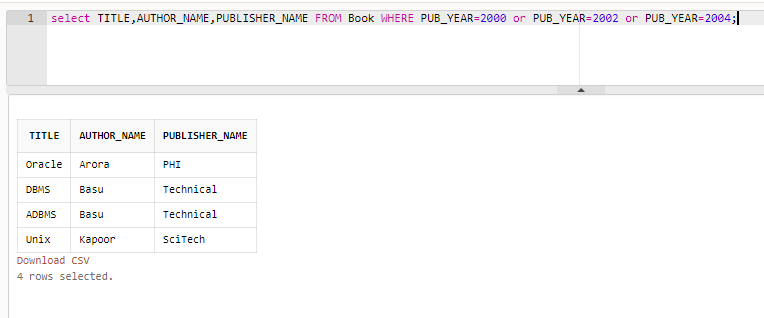 1 select TITLE,AUTHOR_NAME,PUBLISHER_NAME FROM Book WHERE PUB_YEAR=2000 or PUB_YEAR=2002 or PUB_YEAR=2004;
TITLE AUTHOR_NAME PUBLISHER_NAME
Oracle Arora PHI
DBMS Basu Technical
ADBMS Basu Technical
Unix Kapoor SciTech
Download CSV
4 rows selected.